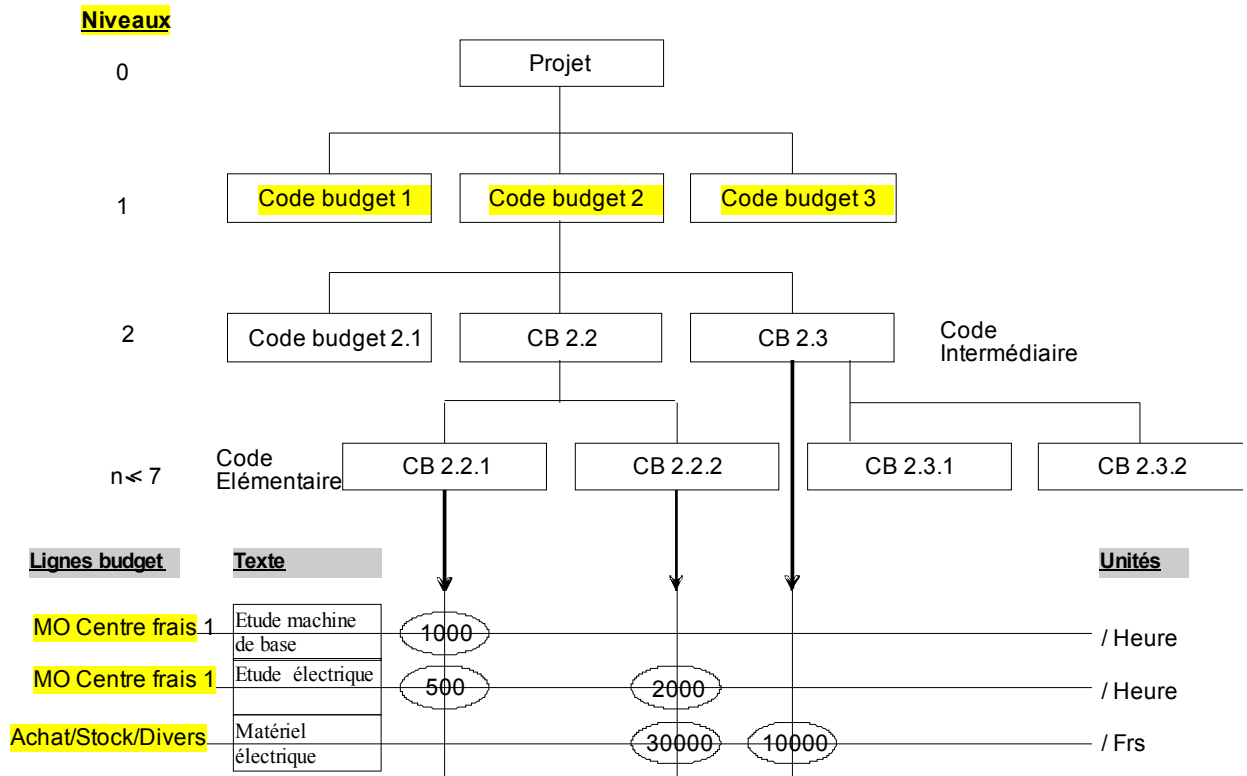 Niveaux
0
Projet
1
Code budget 1
Code budget 2
Code budget 3
2
Code budget 2.1
CB 2.2
CB 2.3
Code
Intermédiaire
n≤ 7
Code
Elémentaire
CB 2.2.1
CB 2.2.2
CB 2.3.1
CB 2.3.2
Lignes budget
Texte
Unités
MO Centre frais 1
Etude machine
de base
1000
/ Heure
MO Centre frais 1
Etude électrique
500
2000
/ Heure
Achat/Stock/Divers
Matériel
électrique
30000
10000
/ Frs